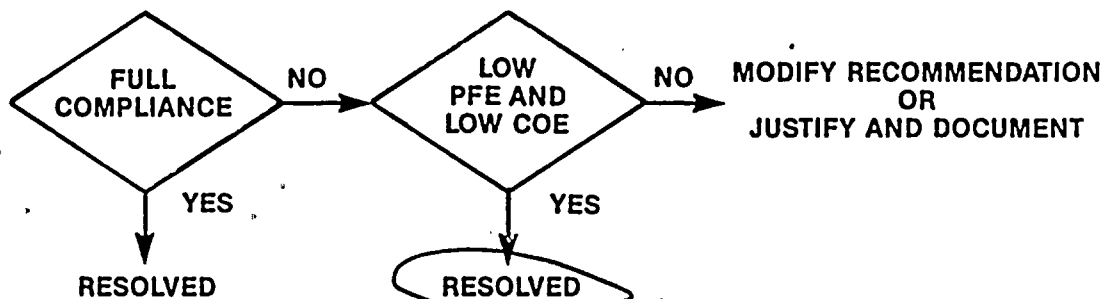 FULL
COMPLIANCE
NO
YES
RESOLVED
LOW
PFE AND
LOW COE
NO
YES
RESOLVED
MODIFY RECOMMENDATION
OR
JUSTIFY AND DOCUMENT